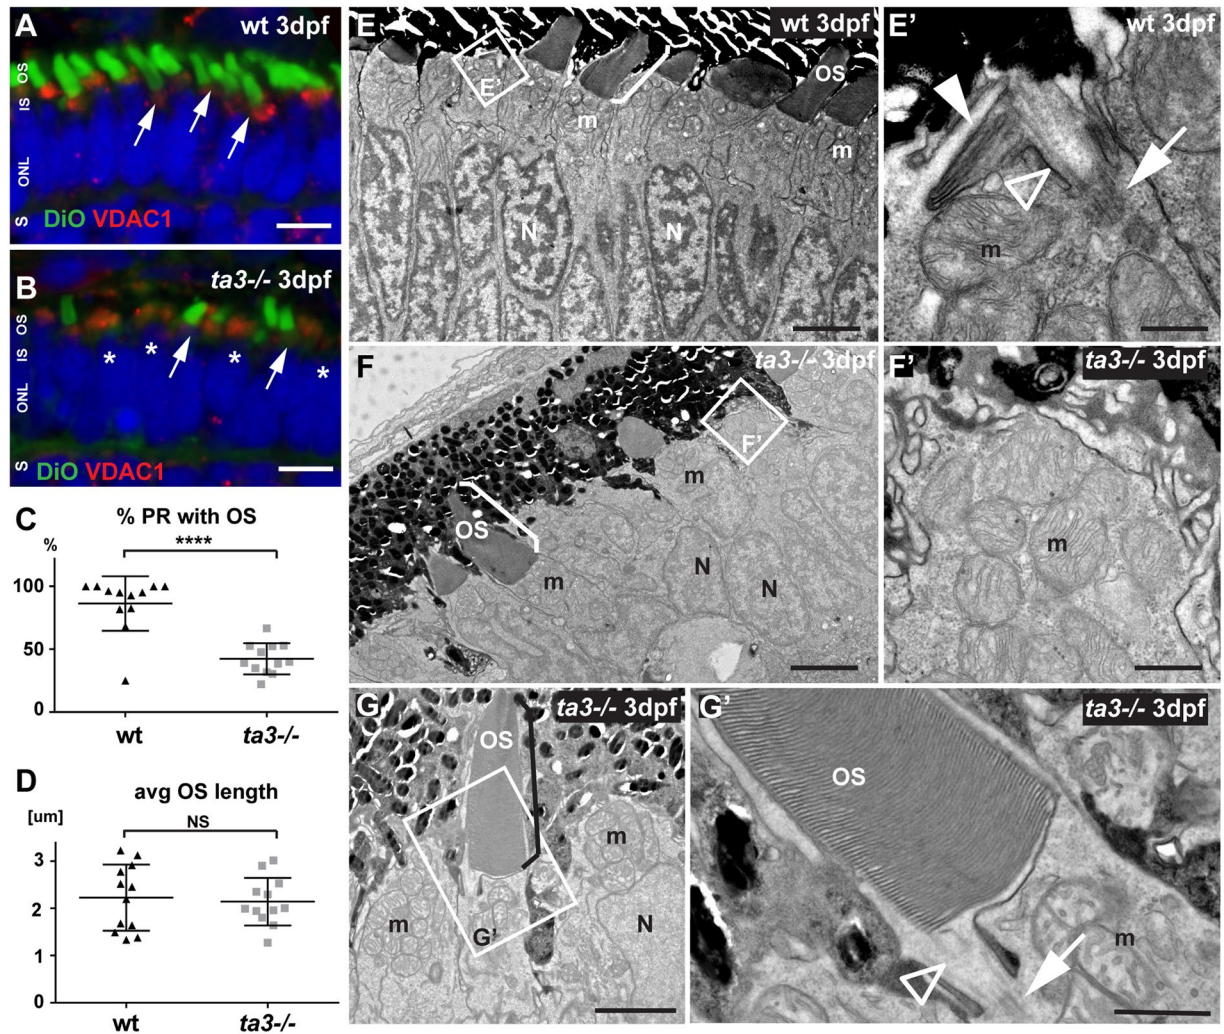 A
wt 3dpf
OS
IS
ONL
S
DiO VDAC1
B
ta3-/- 3dpf
OS
IS
ONL
S
*
*
*
*
DiO VDAC1
C
% PR with OS
%
****
100
50
0
wt
ta3-/-
D
avg OS length
[um]
NS
3
2
1
0
wt
ta3-/-
E
wt 3dpf
E’
OS
m
m
N
N
E’
wt 3dpf
m
F
ta3-/- 3dpf
F’
m
OS
m
N
N
F’
ta3-/- 3dpf
m
G
ta3-/- 3dpf
OS
m
m
G’
N
G’
ta3-/- 3dpf
OS
m